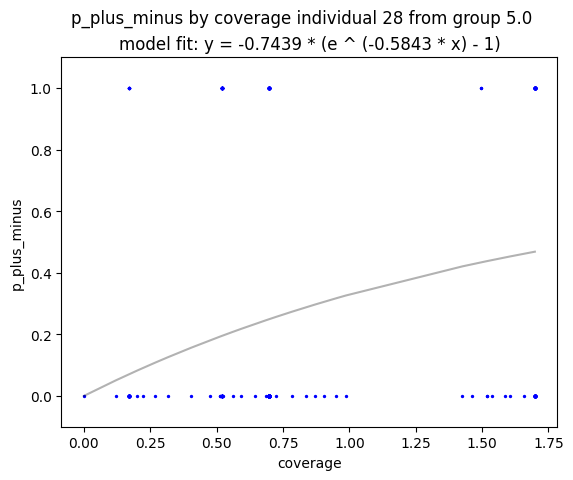 p_plus_minus by coverage individual 28 from group 5.0
model fit: y = -0.7439 * (e ^ (-0.5843 * x) - 1)
1.0
0.8
0.6
0.4
0.2
0.0
p_plus_minus
0.00 0.25 0.50 0.75 1.00 1.25 1.50 1.75
coverage